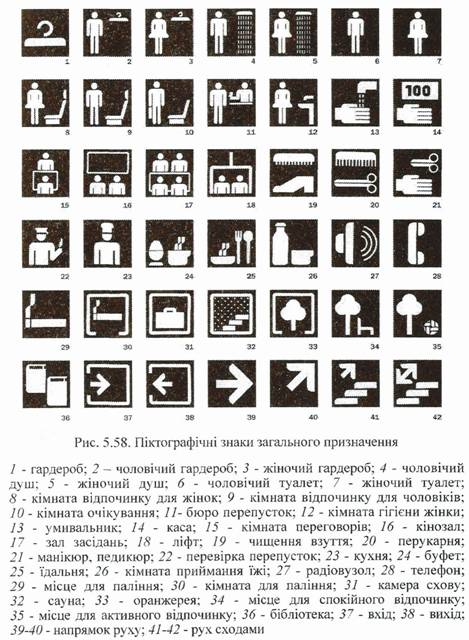 1 2 3 4 5 6 7
8 9 10 11 12 13 14
100
15 16 17 18 19 20 21
22 23 24 25 26 27 28
29 30 31 32 33 34 35
36 37 38 39 40 41 42
Рис. 5.58. Піктографічні знаки загального призначення
1 - гардероб; 2 – чоловічий гардероб; 3 - жіночий гардероб; 4 - чоловічий
душ; 5 - жіночий душ; 6 - чоловічий туалет; 7 - жіночий туалет;
8 - кімната відпочинку для жінок; 9 - кімната відпочинку для чоловіків;
10 - кімната очікування; 11- бюро перепусток; 12 - кімната гігієни жінки
13 - умивальник; 14 - каса; 15 - кімната переговорів; 16 - кінозал;
17 - зал засідань; 18 - ліфт; 19 - чищення взуття; 20 - перукарня;
21 - манікюр, педикюр; 22 - перевірка перепусток; 23 - кухня; 24 - буфет;
25 - їдальня; 26 - кімната приймання їжі; 27 - радіовузол; 28 - телефон;
29 - місце для паління; 30 - кімната для паління; 31 - камера схову;
32 - сауна; 33 - оранжерея; 34 - місце для спокійного відпочинку;
35 - місце для активного відпочинку; 36 - бібліотека; 37 - вхід; 38 - вихід;
39-40 - напрямок руху; 41-42 - рух сходами